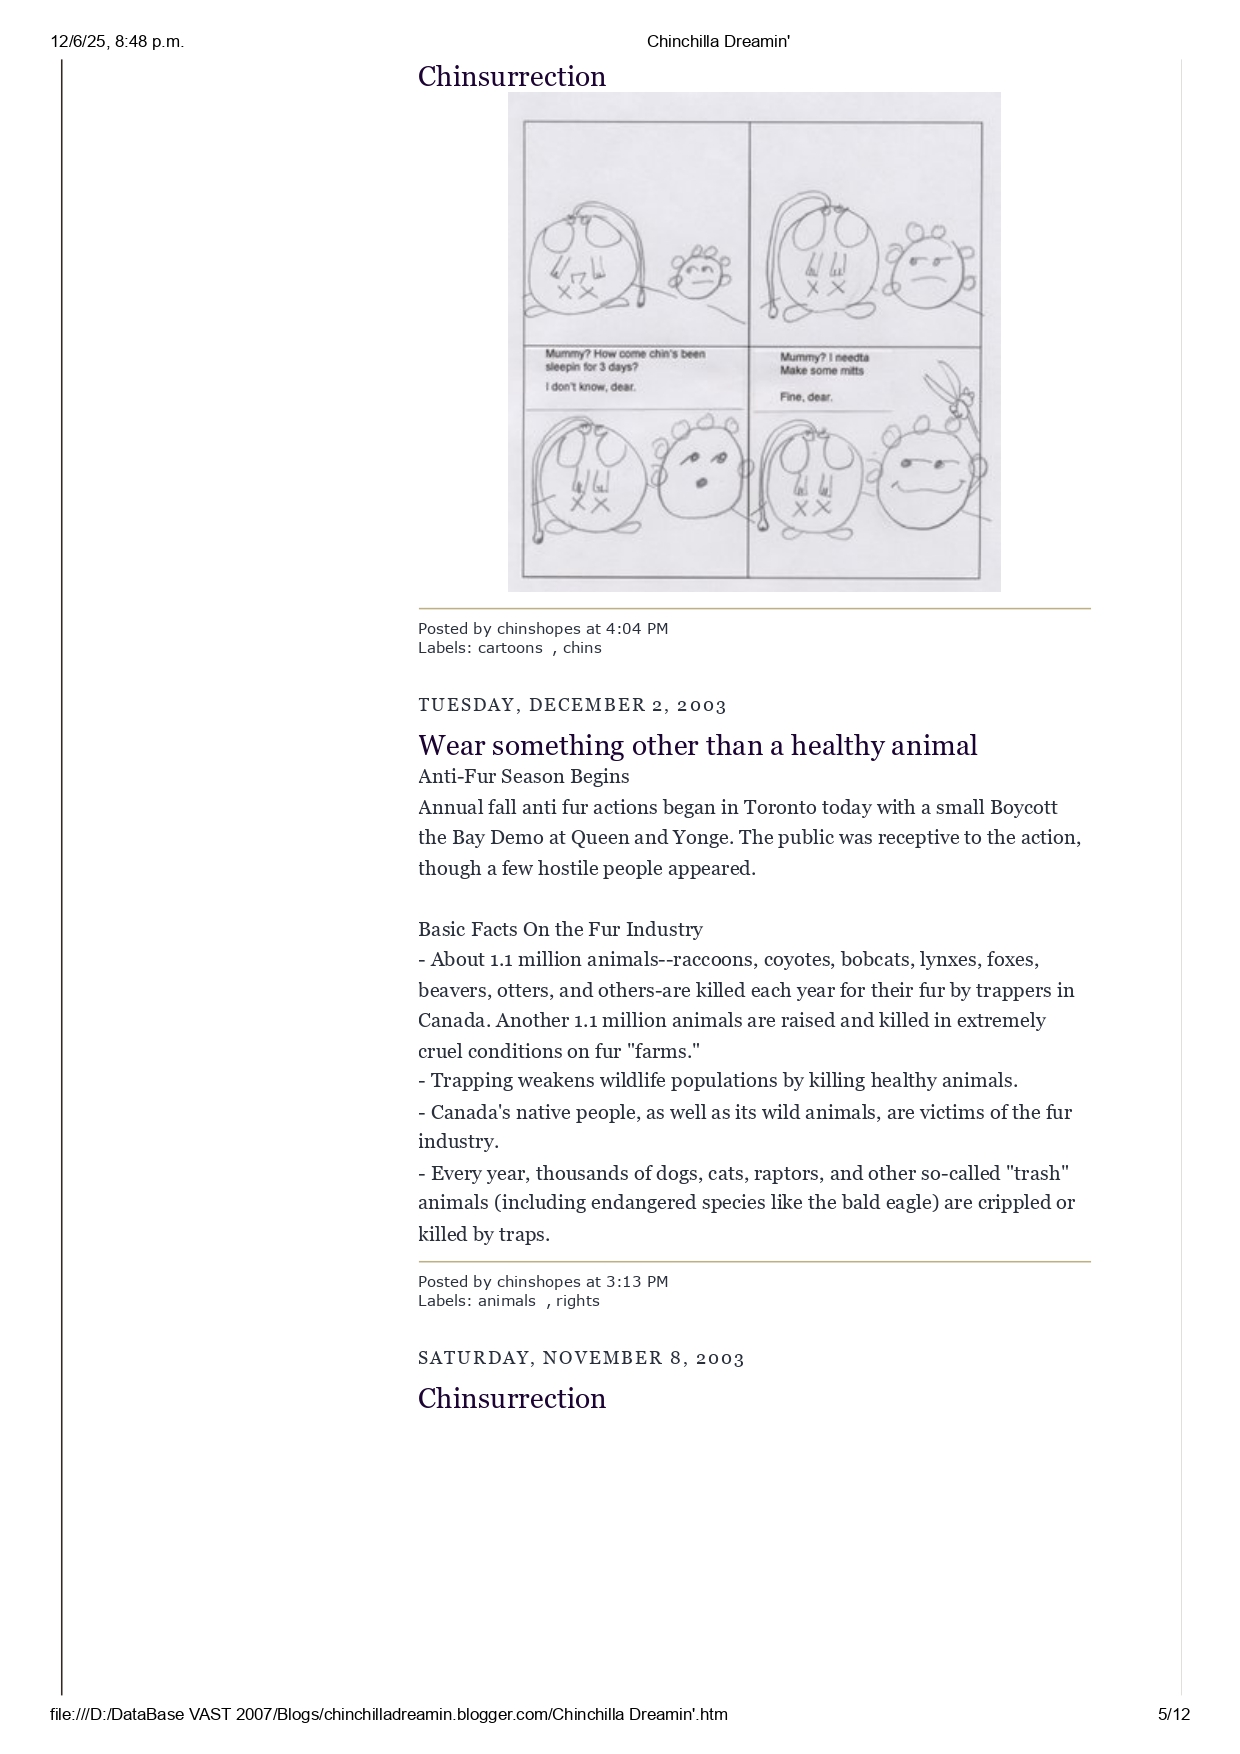 12/6/25, 8:48 p.m.
Chinchilla Dreamin'
Chinsurrection
Mummy? How come chin's been
sleepin for 3 days?
I don't know, dear.
Mummy? I needta
Make some mitts
Fine, dear.
Posted by chinshopes at 4:04 PM
Labels: cartoons , chins
TUESDAY, DECEMBER 2, 2003
Wear something other than a healthy animal
Anti-Fur Season Begins
Annual fall anti fur actions began in Toronto today with a small Boycott
the Bay Demo at Queen and Yonge. The public was receptive to the action,
though a few hostile people appeared.
Basic Facts On the Fur Industry
- About 1.1 million animals--raccoons, coyotes, bobcats, lynxes, foxes,
beavers, otters, and others-are killed each year for their fur by trappers in
Canada. Another 1.1 million animals are raised and killed in extremely
cruel conditions on fur "farms."
- Trapping weakens wildlife populations by killing healthy animals.
- Canada's native people, as well as its wild animals, are victims of the fur
industry.
- Every year, thousands of dogs, cats, raptors, and other so-called "trash"
animals (including endangered species like the bald eagle) are crippled or
killed by traps.
Posted by chinshopes at 3:13 PM
Labels: animals , rights
SATURDAY, NOVEMBER 8, 2003
Chinsurrection
file:///D:/DataBase VAST 2007/Blogs/chinchilladreamin.blogger.com/Chinchilla Dreamin'.htm
5/12